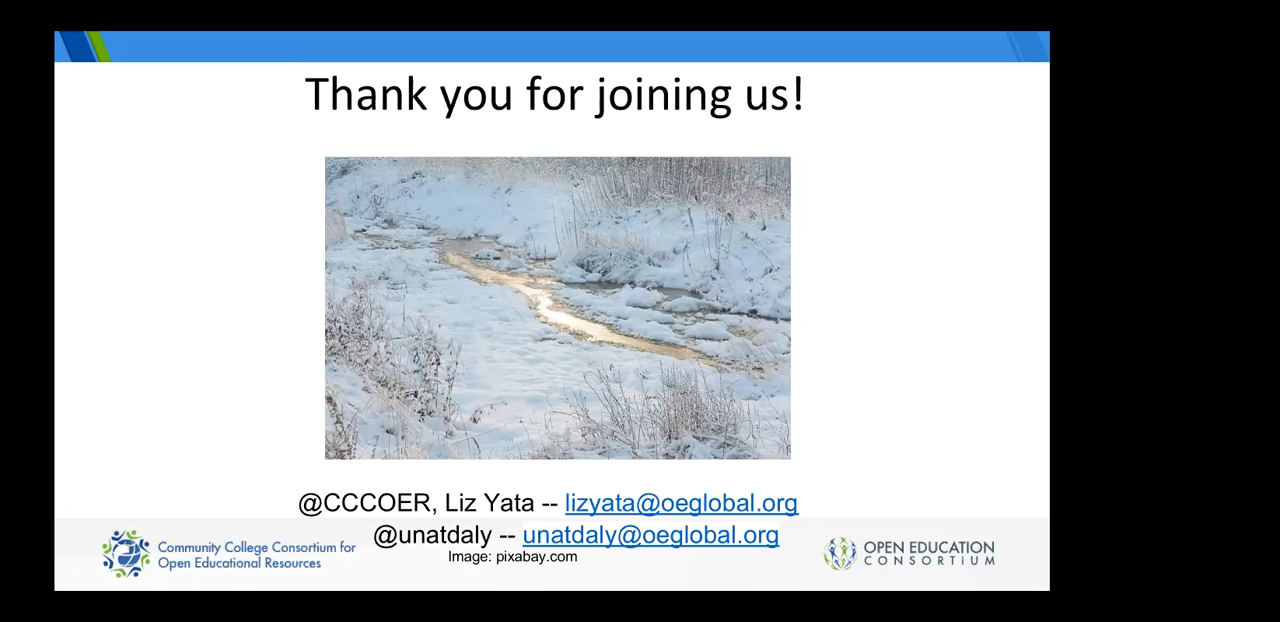 Thank you for joining us!
@CCCOER, Liz Yata -- lizyata@oeglobal.org
@unatdaly -- unatdaly@oeglobal.org
Image: pixabay.com
Community College Consortium for
Open Educational Resources
OPEN EDUCATION
CONSORTIUM